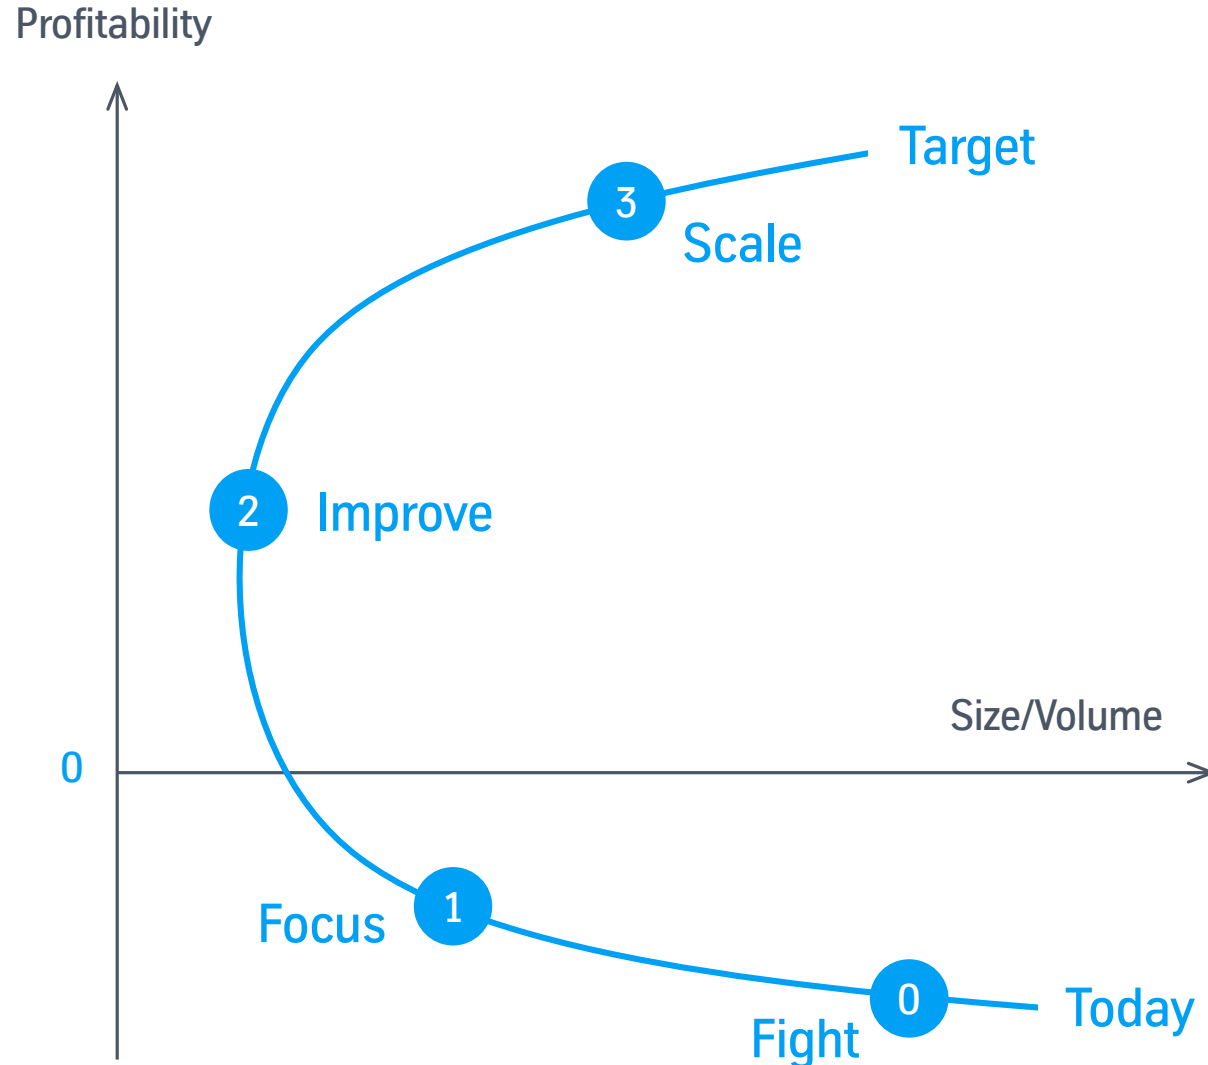 Profitability
Target
3
Scale
2
Improve
Size/Volume
0
1
Focus
0
Today
Fight